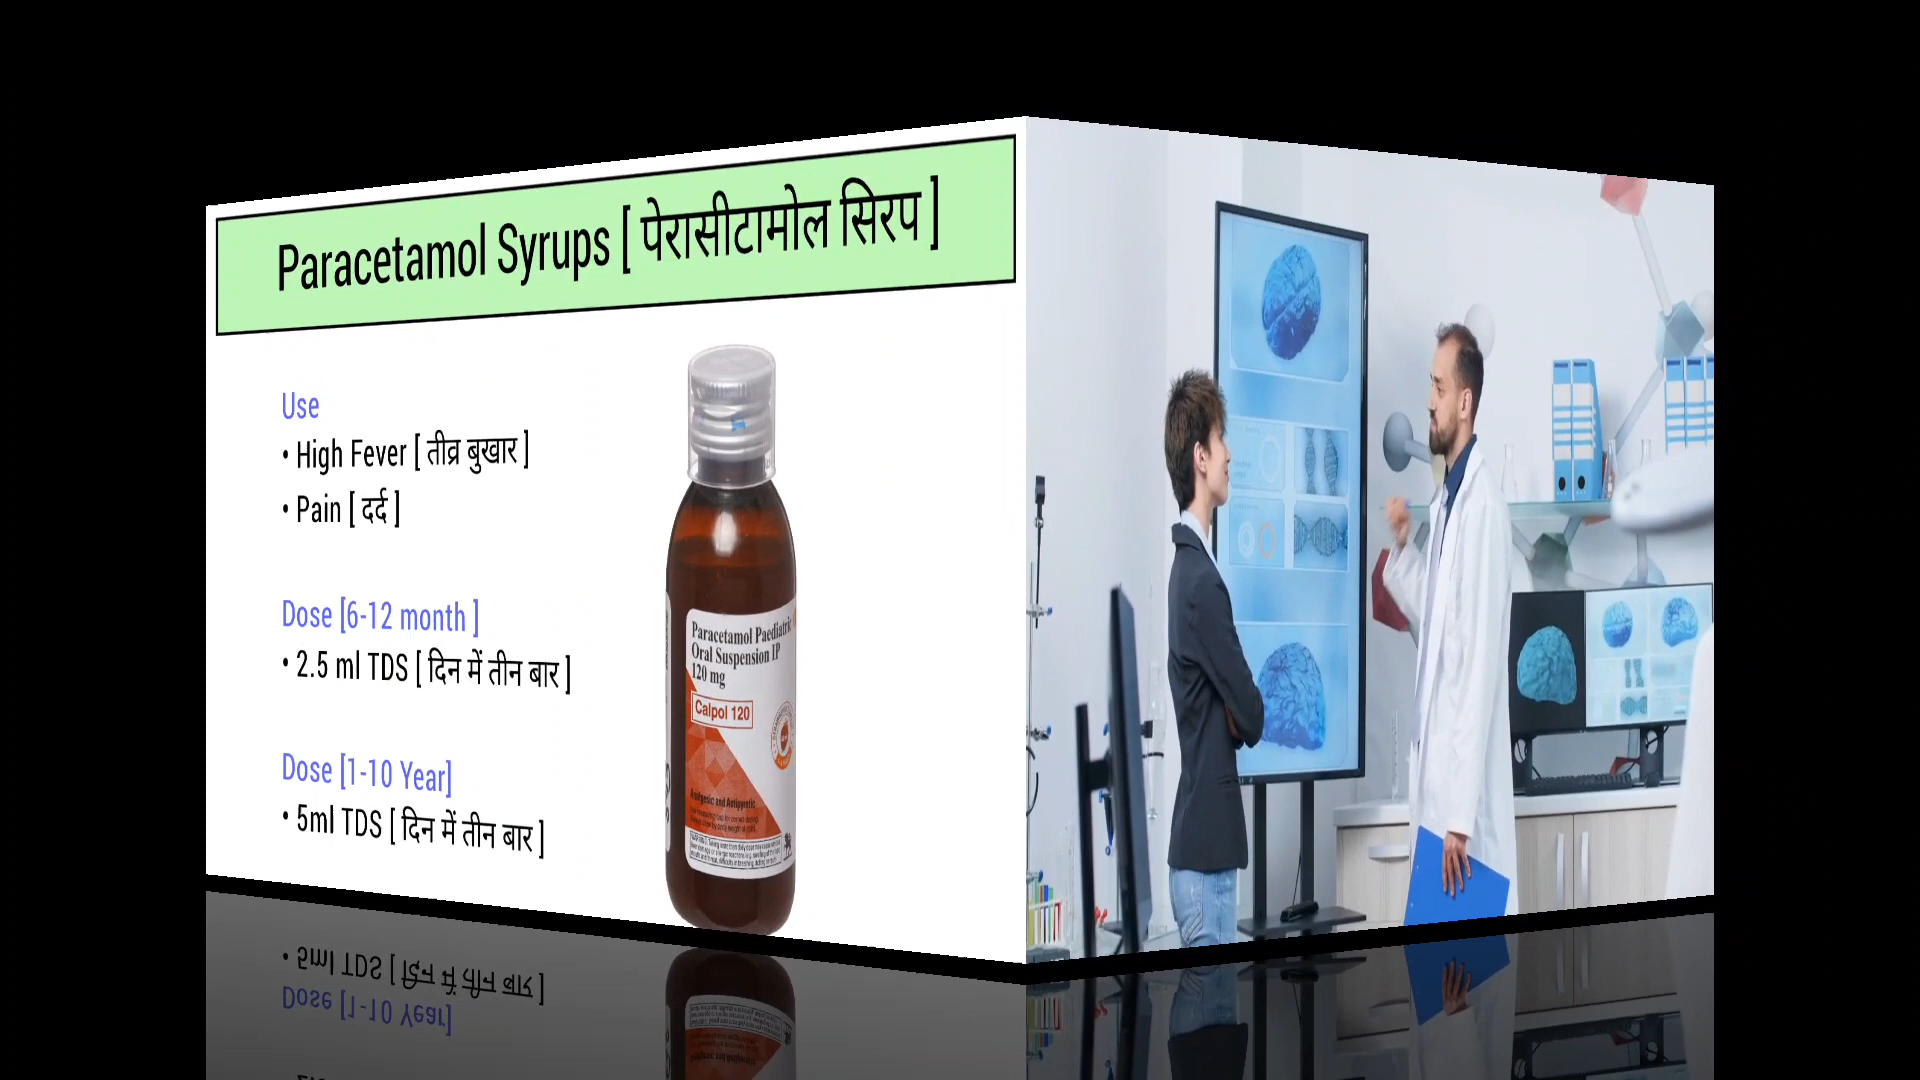 Paracetamol Syrups [ पेरासीटामोल सिरप ]
Use
• High Fever [ तीव्र बुखार ]
• Pain [ दर्द ]
Dose [6-12 month ]
• 2.5 ml TDS [ दिन में तीन बार ]
Dose [1-10 Year]
• 5ml TDS [ दिन में तीन बार ]
Paracetamol Paediatric
Oral Suspension IP
120 mg
Calpol 120
Analgesic and Antipyretic